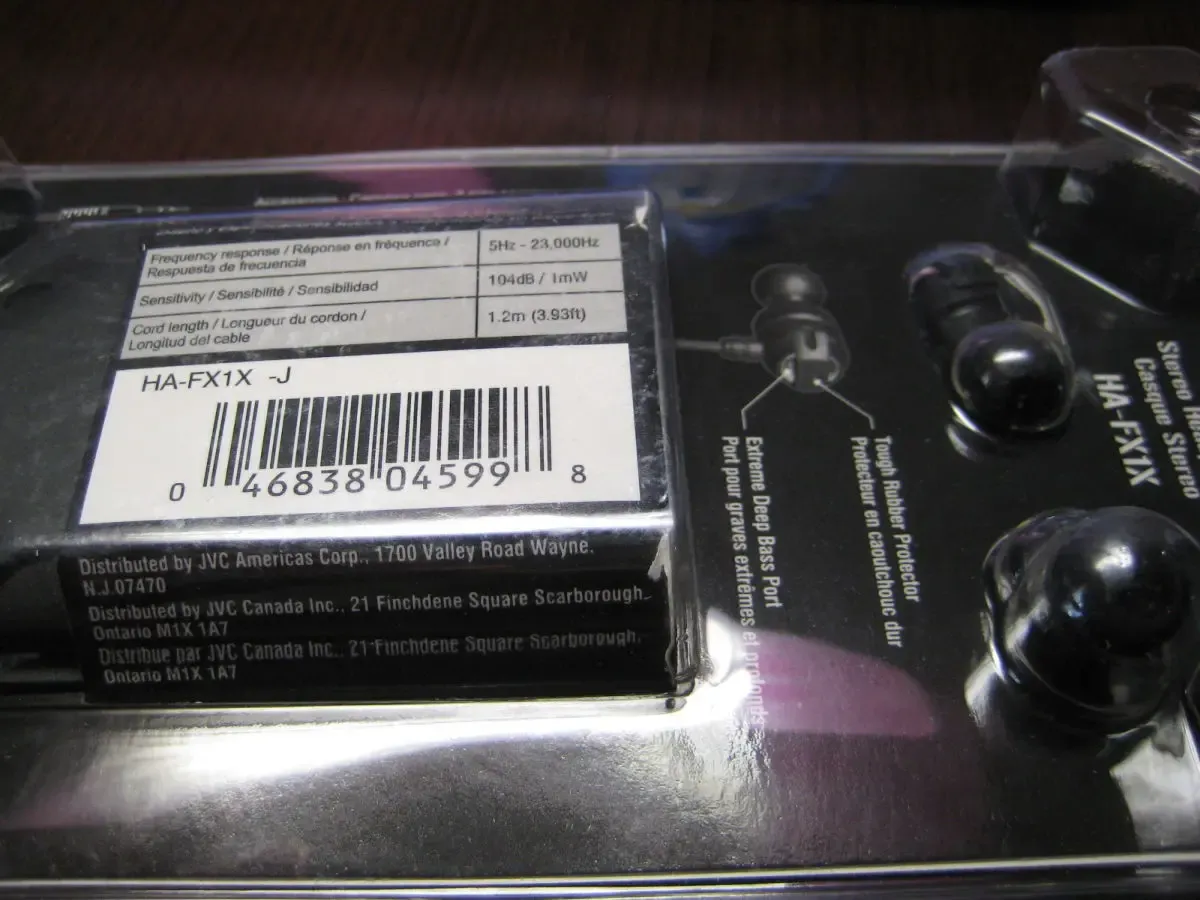 Frequency response / Réponse en fréquence /
Respuesta de frecuencia
5Hz - 23,000Hz
Sensitivity / Sensibilité / Sensibilidad
104dB / 1mW
Cord length / Longueur du cordon /
Longitud del cable
1.2m (3.93ft)
HA-FX1X -J
0 46838 04599 8
Distributed by JVC Americas Corp., 1700 Valley Road Wayne,
N.J.07470
Distributed by JVC Canada Inc., 21 Finchdene Square Scarborough,
Ontario M1X 1A7
Distribue par JVC Canada Inc., 21 Finchdene Square Scarborough,
Ontario M1X 1A7
Extreme Deep Bass Port
Port pour graves extrêmes et profonds
Tough Rubber Protector
Protecteur en caoutchouc dur
Stereo
Casque Stereo
HA-FX1X